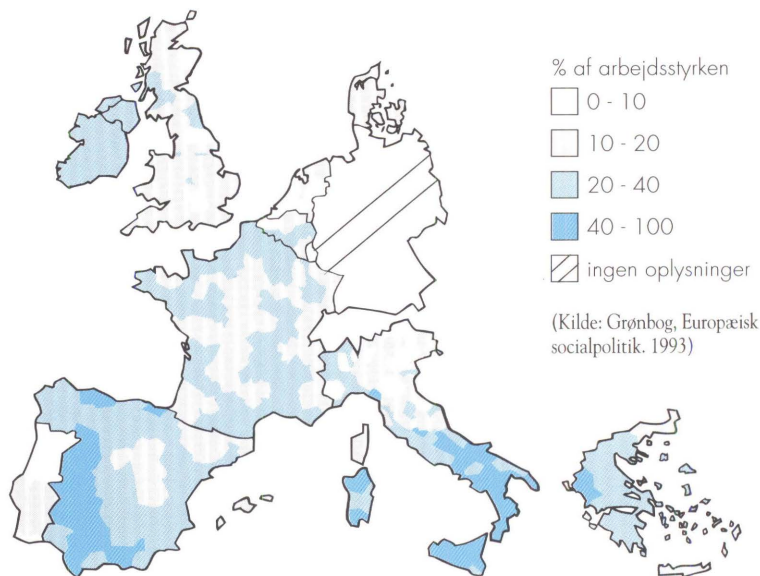 % af arbejdsstyrken
0 - 10
10 - 20
20 - 40
40 - 100
ingen oplysninger
(Kilde: Grønbog, Europæisk
socialpolitik. 1993)